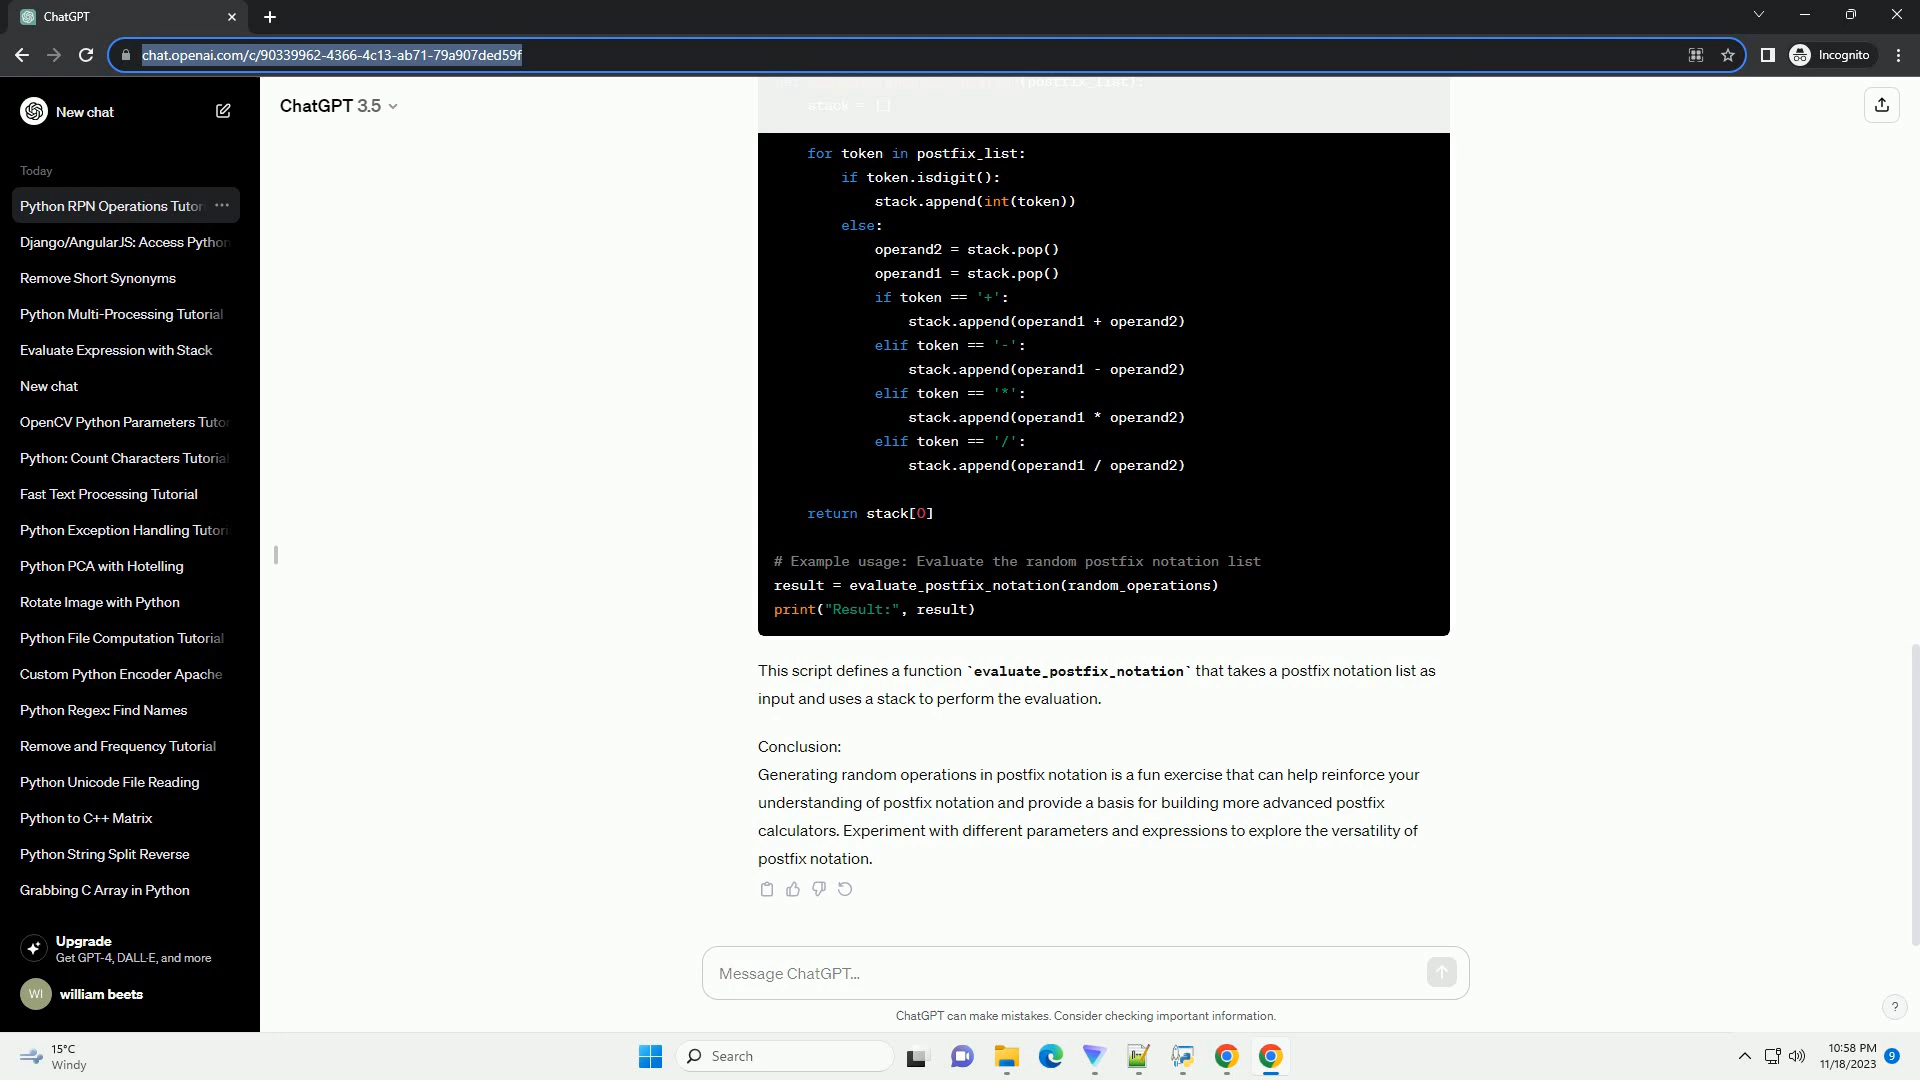 ChatGPT
chat.openai.com/c/90339962-4366-4c13-ab71-79a907ded59f
Incognito
New chat
Today
Python RPN Operations Tutor
Django/AngularJS: Access Python
Remove Short Synonyms
Python Multi-Processing Tutorial
Evaluate Expression with Stack
New chat
OpenCV Python Parameters Tutor
Python: Count Characters Tutorial
Fast Text Processing Tutorial
Python Exception Handling Tutori
Python PCA with Hotelling
Rotate Image with Python
Python File Computation Tutorial
Custom Python Encoder Apache
Python Regex: Find Names
Remove and Frequency Tutorial
Python Unicode File Reading
Python to C++ Matrix
Python String Split Reverse
Grabbing C Array in Python
Upgrade
Get GPT-4, DALL·E, and more
WI
william beets
ChatGPT 3.5
(postfix_list):
stack = []
for token in postfix_list:
if token.isdigit():
stack.append(int(token))
else:
operand2 = stack.pop()
operand1 = stack.pop()
if token == '+':
stack.append(operand1 + operand2)
elif token == '-':
stack.append(operand1 - operand2)
elif token == '*':
stack.append(operand1 * operand2)
elif token == '/':
stack.append(operand1 / operand2)
return stack[0]
# Example usage: Evaluate the random postfix notation list
result = evaluate_postfix_notation(random_operations)
print("Result:", result)
This script defines a function `evaluate_postfix_notation` that takes a postfix notation list as
input and uses a stack to perform the evaluation.
Conclusion:
Generating random operations in postfix notation is a fun exercise that can help reinforce your
understanding of postfix notation and provide a basis for building more advanced postfix
calculators. Experiment with different parameters and expressions to explore the versatility of
postfix notation.
Message ChatGPT...
ChatGPT can make mistakes. Consider checking important information.
?
15°C
Windy
Search
10:58 PM
11/18/2023
9